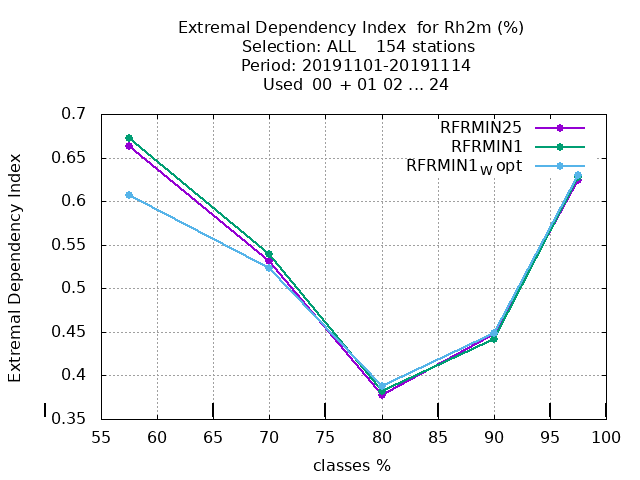 Extremal Dependency Index for Rh2m (%)
Selection: ALL 154 stations
Period: 20191101-20191114
Used 00 + 01 02 ... 24
RFRMIN25
RFRMIN1
RFRMIN1W opt
Extremal Dependency Index
0.7
0.65
0.6
0.55
0.5
0.45
0.4
0.35
55 60 65 70 75 80 85 90 95 100
classes %